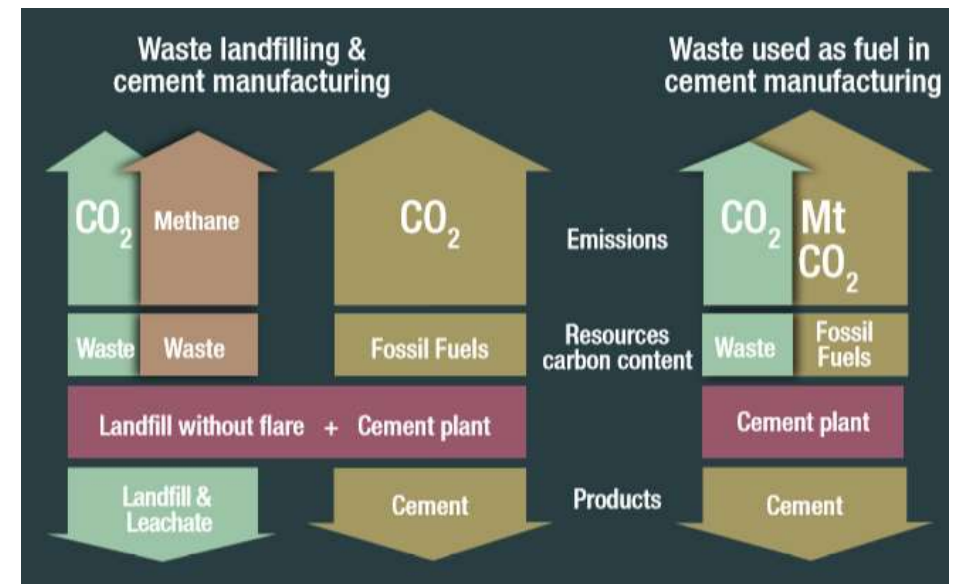 Waste landfilling &
cement manufacturing
Waste used as fuel in
cement manufacturing
CO₂
Methane
CO₂
Emissions
CO₂
Mt
CO₂
Waste
Waste
Fossil Fuels
Resources
carbon content
Waste
Fossil
Fuels
Landfill without flare + Cement plant
Cement plant
Landfill &
Leachate
Cement
Products
Cement